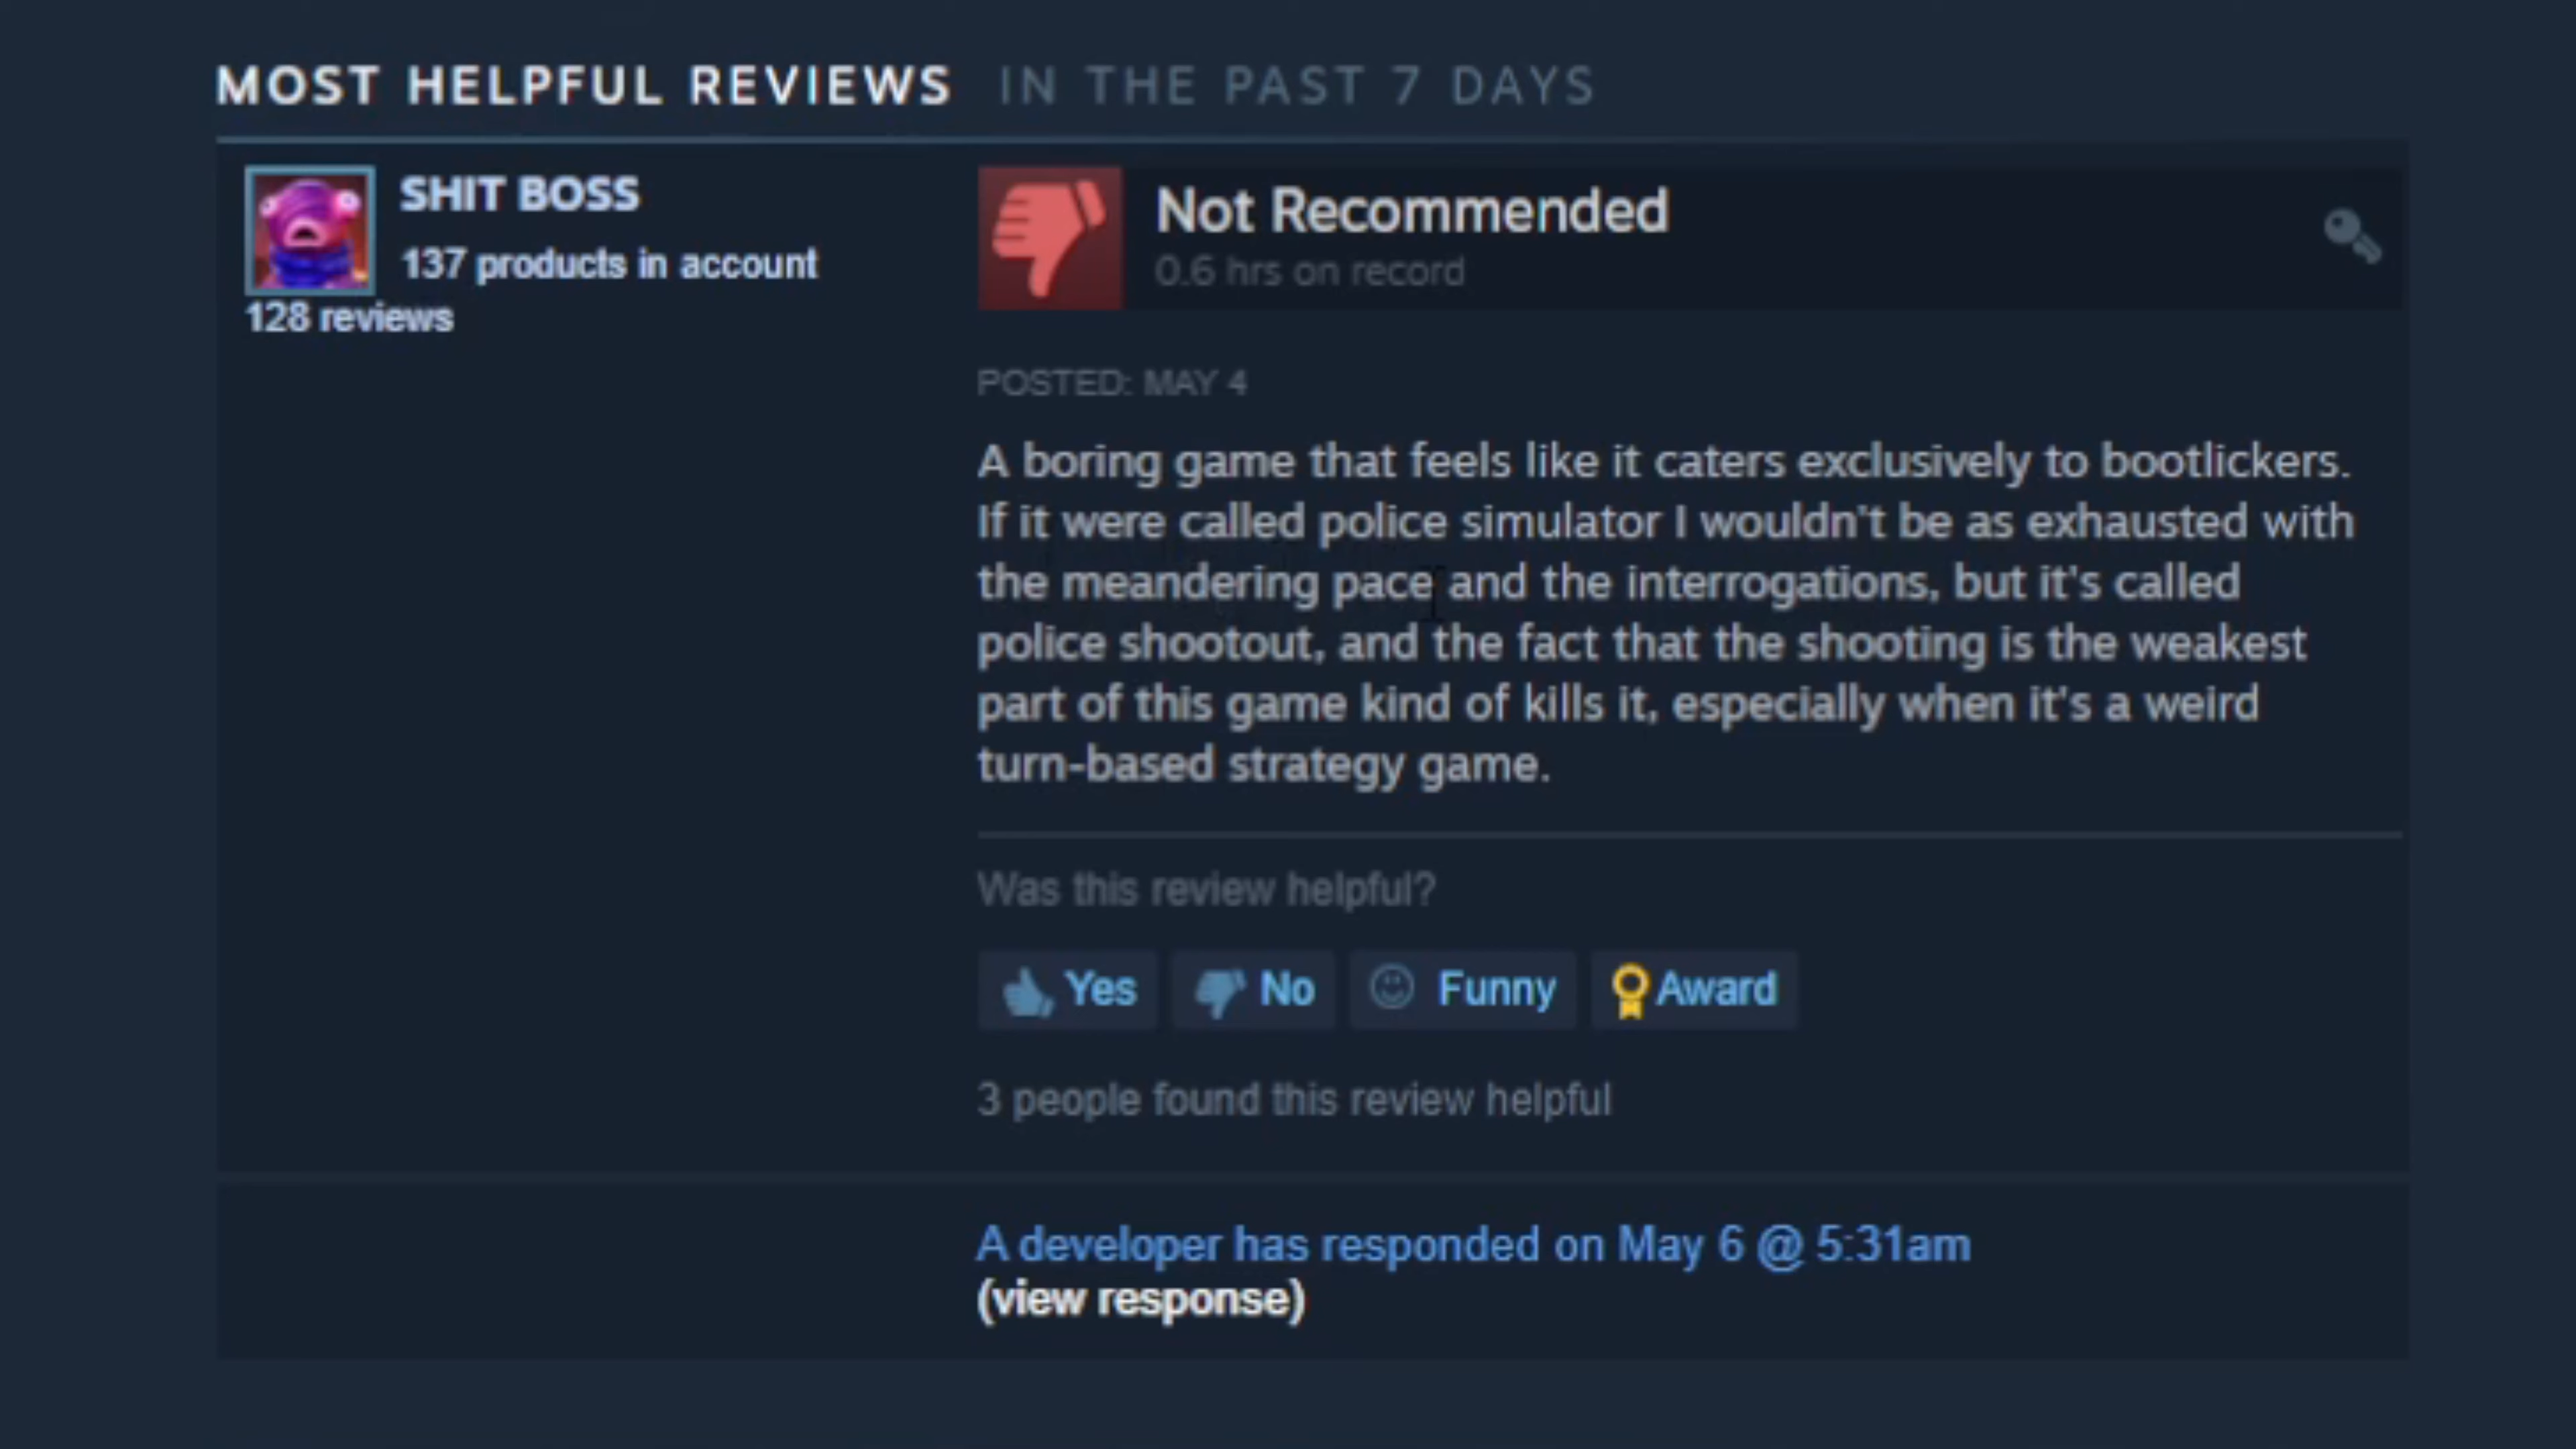 MOST HELPFUL REVIEWS IN THE PAST 7 DAYS
SHIT BOSS
137 products in account
128 reviews
Not Recommended
0.6 hrs on record
POSTED: MAY 4
A boring game that feels like it caters exclusively to bootlickers.
If it were called police simulator I wouldn't be as exhausted with
the meandering pace and the interrogations, but it's called
police shootout, and the fact that the shooting is the weakest
part of this game kind of kills it, especially when it's a weird
turn-based strategy game.
Was this review helpful?
Yes No Funny Award
3 people found this review helpful
A developer has responded on May 6 @ 5:31am
(view response)